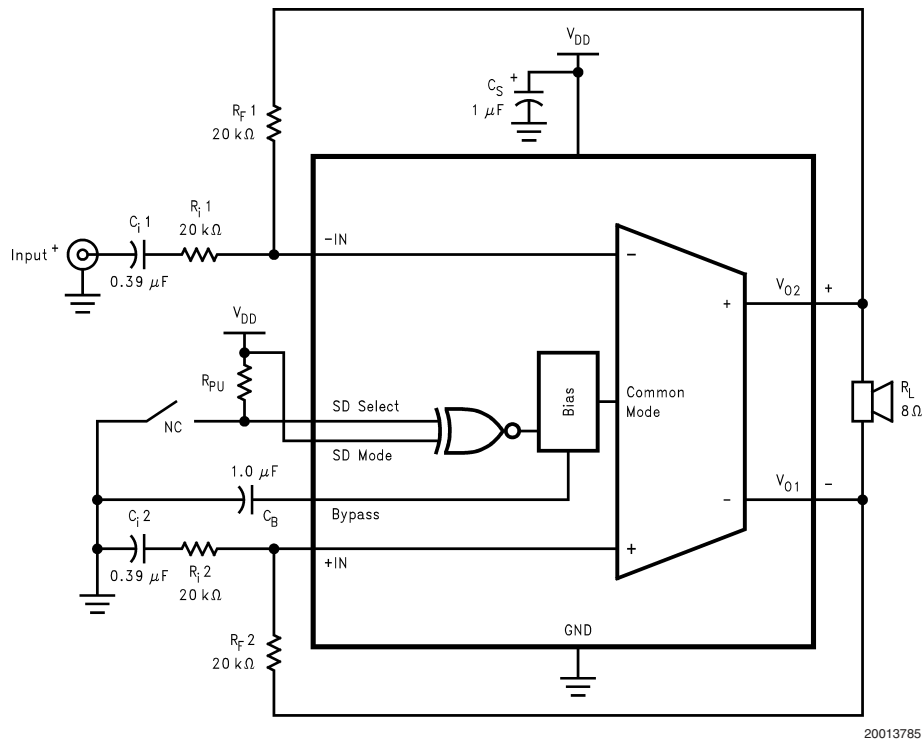 V_DD
C_S +
1 µF
R_F 1
20 kΩ
R_i 1
20 kΩ
C_i 1
Input +
0.39 µF
-IN
-
V_O2 +
+
V_DD
R_PU
Bias
Common
Mode
R_L
8 Ω
SD Select
NC
SD Mode
1.0 µF
V_O1 -
-
C_B
Bypass
C_i 2
+IN
+
0.39 µF
R_i 2
20 kΩ
GND
R_F 2
20 kΩ
20013785